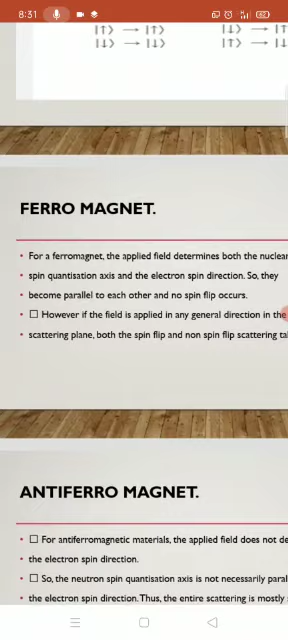 8:31
|↑⟩ → |↑⟩ |↓⟩ → |↑
|↓⟩ → |↓⟩ |↑⟩ → |↓
FERRO MAGNET.
• For a ferromagnet, the applied field determines both the nuclear
• spin quantisation axis and the electron spin direction. So, they
• become parallel to each other and no spin flip occurs.
• ☐ However if the field is applied in any general direction in the
• scattering plane, both the spin flip and non spin flip scattering ta
ANTIFERRO MAGNET.
• ☐ For antiferromagnetic materials, the applied field does not de
• the electron spin direction.
• ☐ So, the neutron spin quantisation axis is not necessarily paral
• the electron spin direction. Thus, the entire scattering is mostly